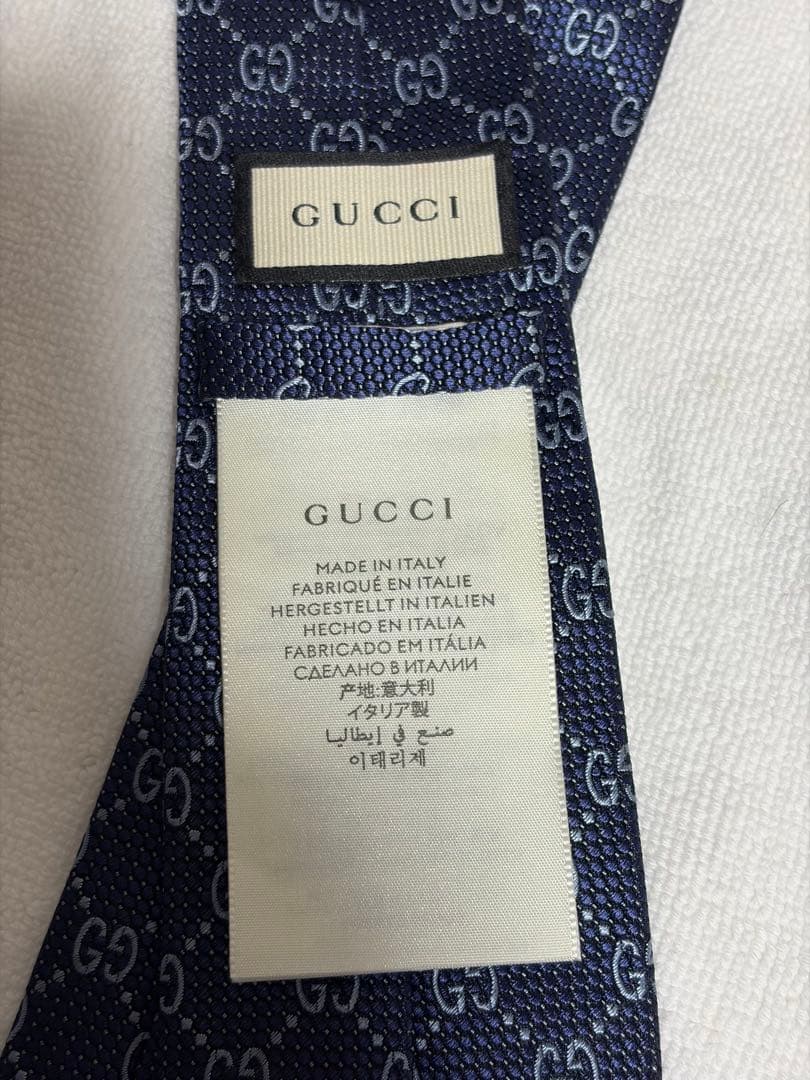 GUCCI
GUCCI
MADE IN ITALY
FABRIQUÉ EN ITALIE
HERGESTELLT IN ITALIEN
HECHO EN ITALIA
FABRICADO EM ITÁLIA
СДЕЛАНО В ИТАЛИИ
产地:意大利
イタリア製
صنع في إيطاليا
이태리제